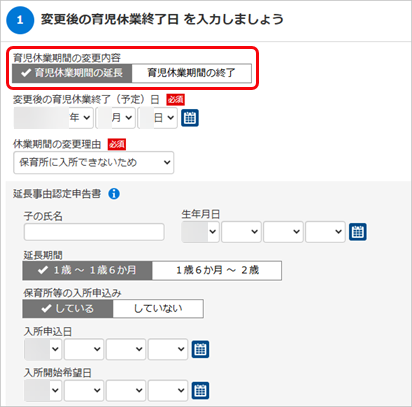 1 変更後の育児休業終了日 を入力しましょう
育児休業期間の変更内容
育児休業期間の延長 育児休業期間の終了
変更後の育児休業終了（予定）日 必須
年 月 日
休業期間の変更理由 必須
保育所に入所できないため
延長事由認定申告書
子の氏名 生年月日
延長期間
1歳 ～ 1歳6か月 1歳6か月 ～ 2歳
保育所等の入所申込み
している していない
入所申込日
入所開始希望日